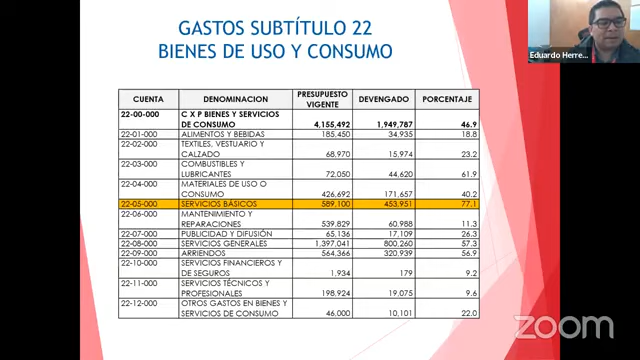 GASTOS SUBTÍTULO 22
BIENES DE USO Y CONSUMO
Eduardo Herre...
CUENTA DENOMINACION PRESUPUESTO VIGENTE DEVENGADO PORCENTAJE
22-00-000 C X P BIENES Y SERVICIOS DE CONSUMO 4,155,492 1,949,787 46.9
22-01-000 ALIMENTOS Y BEBIDAS 185,450 34,935 18.8
22-02-000 TEXTILES, VESTUARIO Y CALZADO 68,970 15,974 23.2
22-03-000 COMBUSTIBLES Y LUBRICANTES 72,050 44,620 61.9
22-04-000 MATERIALES DE USO O CONSUMO 426,692 171,657 40.2
22-05-000 SERVICIOS BÁSICOS 589,100 453,951 77.1
22-06-000 MANTENIMIENTO Y REPARACIONES 539,829 60,988 11.3
22-07-000 PUBLICIDAD Y DIFUSIÓN 65,136 17,109 26.3
22-08-000 SERVICIOS GENERALES 1,397,041 800,260 57.3
22-09-000 ARRIENDOS 564,366 320,939 56.9
22-10-000 SERVICIOS FINANCIEROS Y DE SEGUROS 1,934 179 9.2
22-11-000 SERVICIOS TÉCNICOS Y PROFESIONALES 198,924 19,075 9.6
22-12-000 OTROS GASTOS EN BIENES Y SERVICIOS DE CONSUMO 46,000 10,101 22.0
zoom